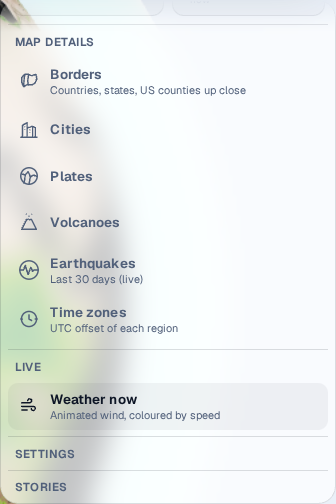 MAP DETAILS
Borders
Countries, states, US counties up close
Cities
Plates
Volcanoes
Earthquakes
Last 30 days (live)
Time zones
UTC offset of each region
LIVE
Weather now
Animated wind, coloured by speed
SETTINGS
STORIES